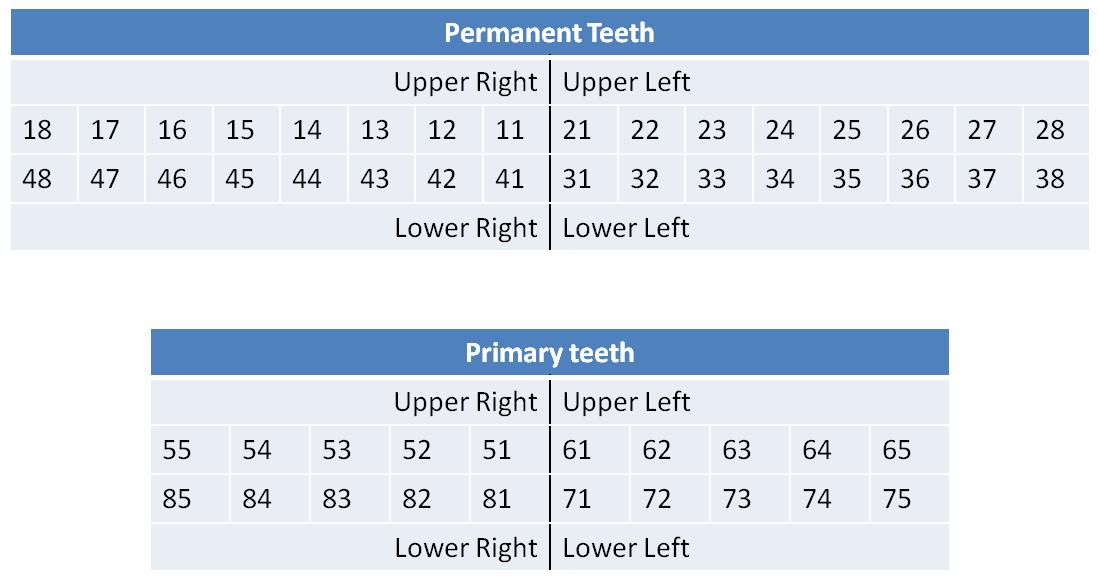 Permanent Teeth
Upper Right Upper Left
18 17 16 15 14 13 12 11 21 22 23 24 25 26 27 28
48 47 46 45 44 43 42 41 31 32 33 34 35 36 37 38
Lower Right Lower Left
Primary teeth
Upper Right Upper Left
55 54 53 52 51 61 62 63 64 65
85 84 83 82 81 71 72 73 74 75
Lower Right Lower Left